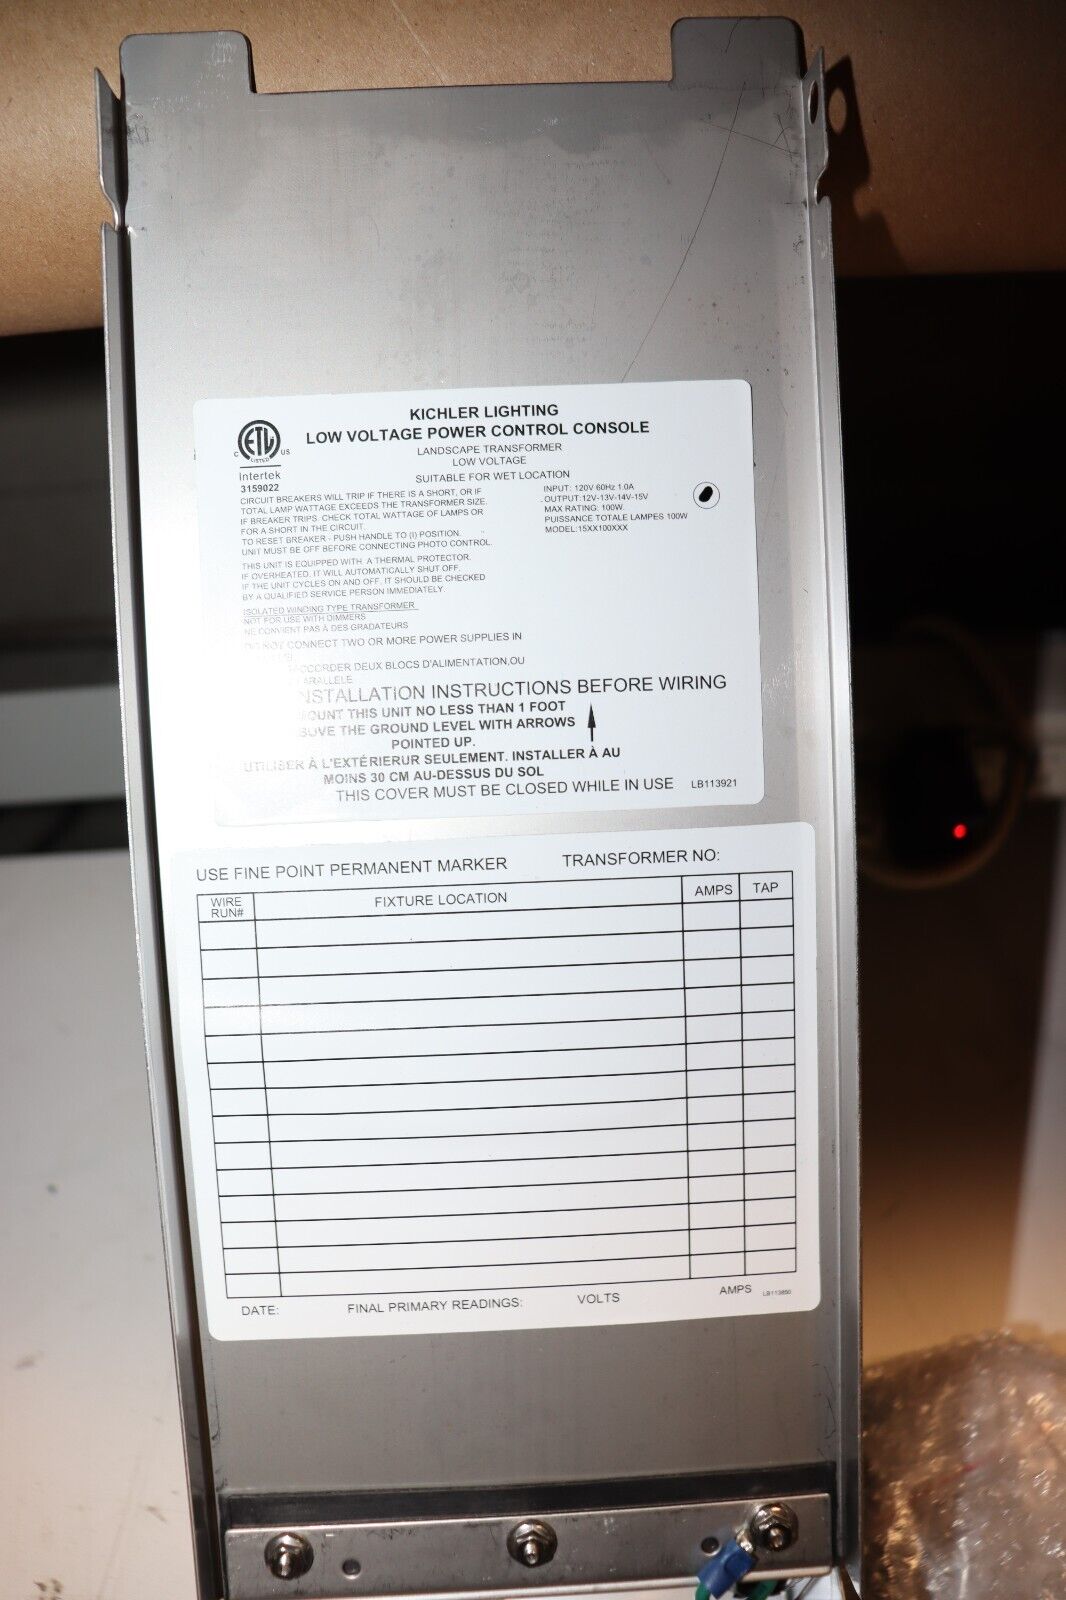 KICHLER LIGHTING
LOW VOLTAGE POWER CONTROL CONSOLE
LANDSCAPE TRANSFORMER
LOW VOLTAGE
SUITABLE FOR WET LOCATION
C ETL US
LISTED
Intertek
3159022
CIRCUIT BREAKERS WILL TRIP IF THERE IS A SHORT, OR IF
TOTAL LAMP WATTAGE EXCEEDS THE TRANSFORMER SIZE.
IF BREAKER TRIPS. CHECK TOTAL WATTAGE OF LAMPS OR
FOR A SHORT IN THE CIRCUIT.
TO RESET BREAKER - PUSH HANDLE TO (I) POSITION.
UNIT MUST BE OFF BEFORE CONNECTING PHOTO CONTROL.
INPUT: 120V 60Hz 1.0A
OUTPUT:12V-13V-14V-15V
MAX RATING: 100W.
PUISSANCE TOTALE LAMPES 100W
MODEL:15XX100XXX
THIS UNIT IS EQUIPPED WITH A THERMAL PROTECTOR.
IF OVERHEATED, IT WILL AUTOMATICALLY SHUT OFF.
IF THE UNIT CYCLES ON AND OFF, IT SHOULD BE CHECKED
BY A QUALIFIED SERVICE PERSON IMMEDIATELY.
ISOLATED WINDING TYPE TRANSFORMER
NOT FOR USE WITH DIMMERS
NE CONVIENT PAS À DES GRADATEURS
NOT CONNECT TWO OR MORE POWER SUPPLIES IN
DEUX BLOCS D'ALIMENTATION,OU
INSTRUCTIONS BEFORE WIRING
THIS UNIT NO LESS THAN 1 FOOT
THE GROUND LEVEL WITH ARROWS
POINTED UP.
UTILISER À L'EXTÉRIERUR SEULEMENT. INSTALLER À AU
MOINS 30 CM AU-DESSUS DU SOL
THIS COVER MUST BE CLOSED WHILE IN USE LB113921
USE FINE POINT PERMANENT MARKER TRANSFORMER NO:
WIRE RUN# FIXTURE LOCATION AMPS TAP
DATE: FINAL PRIMARY READINGS: VOLTS AMPS LB113850